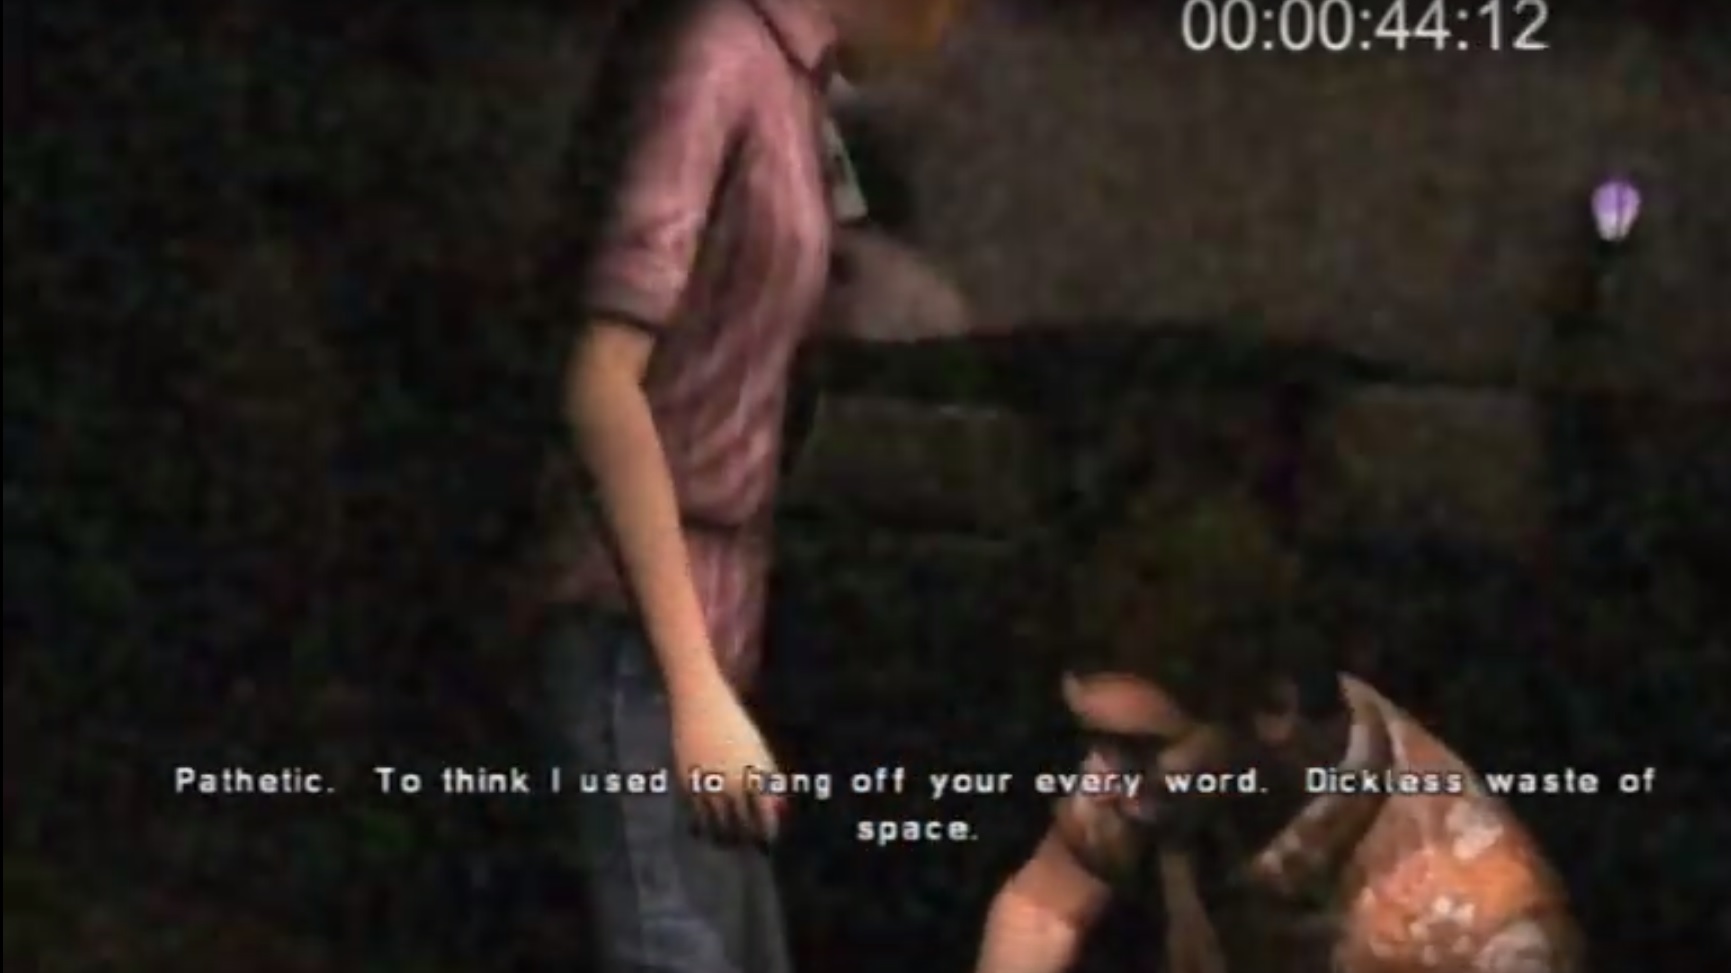 00:00:44:12
Pathetic. To think I used to hang off your every word. Dickless waste of
space.